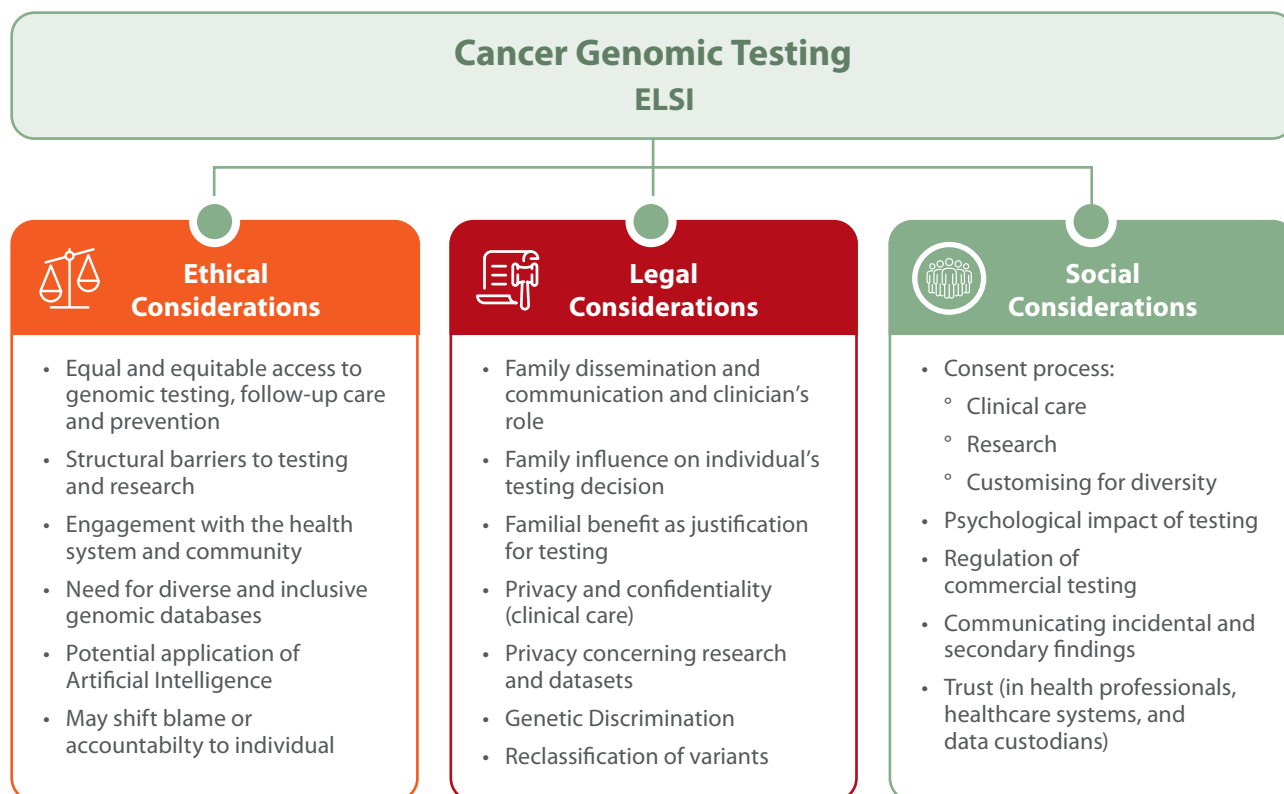 Cancer Genomic Testing
ELSI
Ethical
Considerations
• Equal and equitable access to
genomic testing, follow-up care
and prevention
• Structural barriers to testing
and research
• Engagement with the health
system and community
• Need for diverse and inclusive
genomic databases
• Potential application of
Artificial Intelligence
• May shift blame or
accountabilty to individual
Legal
Considerations
• Family dissemination and
communication and clinician's
role
• Family influence on individual's
testing decision
• Familial benefit as justification
for testing
• Privacy and confidentiality
(clinical care)
• Privacy concerning research
and datasets
• Genetic Discrimination
• Reclassification of variants
Social
Considerations
• Consent process:
° Clinical care
° Research
° Customising for diversity
• Psychological impact of testing
• Regulation of
commercial testing
• Communicating incidental and
secondary findings
• Trust (in health professionals,
healthcare systems, and
data custodians)